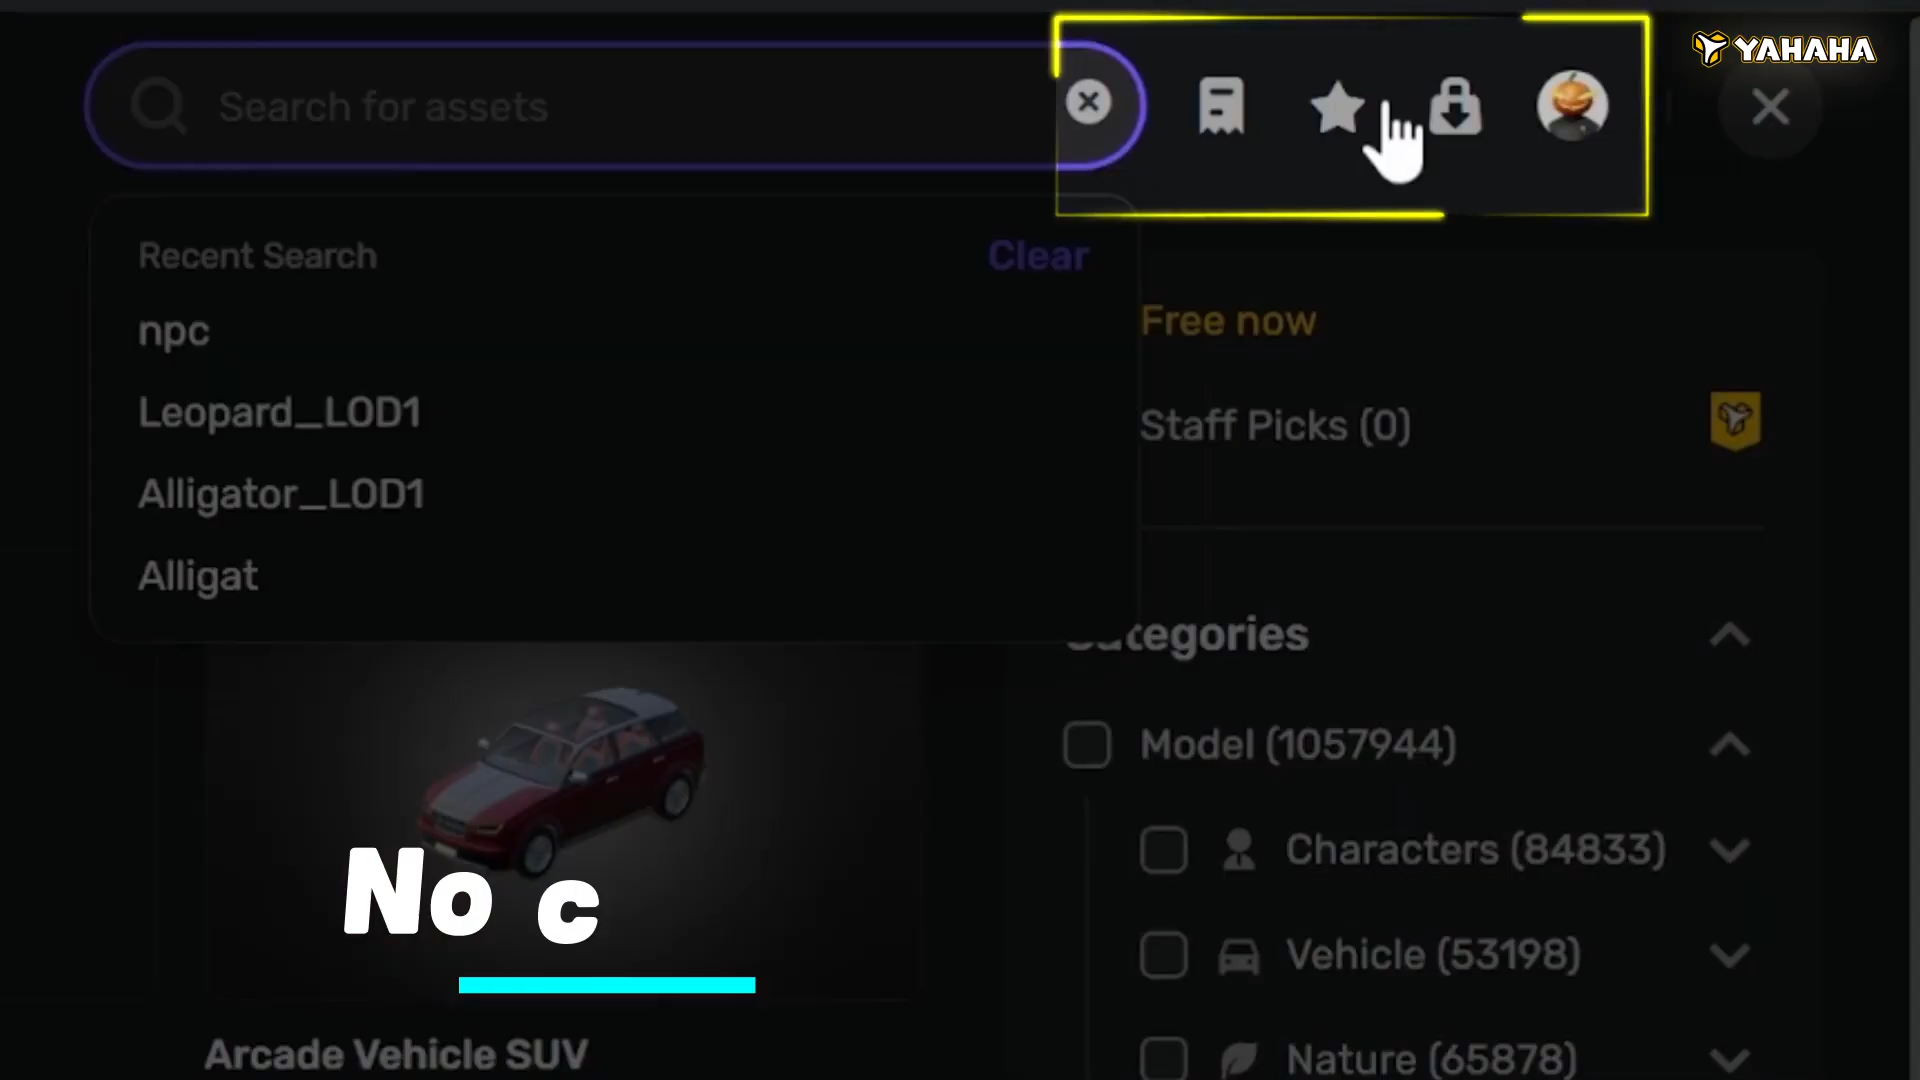 YAHAHA
Search for assets
Recent Search Clear
npc
Leopard_LOD1
Alligator_LOD1
Alligat
Free now
Staff Picks (0)
Categories
Model (1057944)
Characters (84833)
Vehicle (53198)
Nature (65878)
No c
Arcade Vehicle SUV